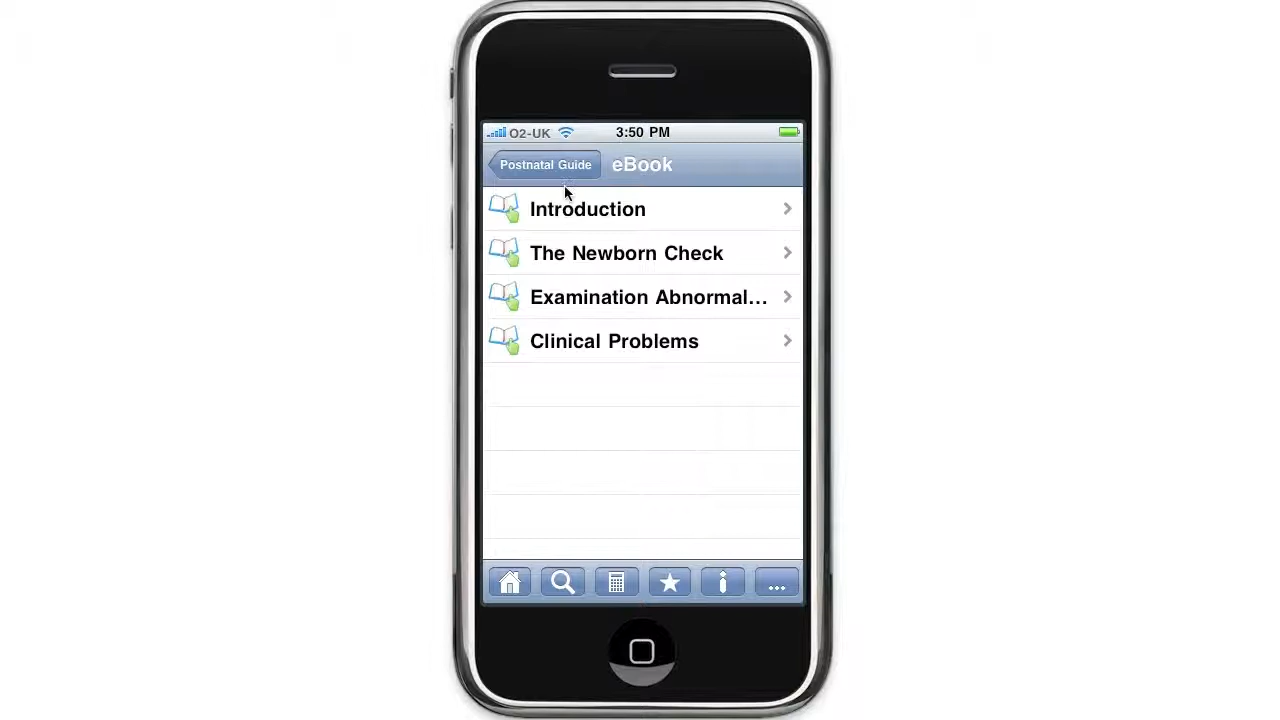 O2-UK 3:50 PM
Postnatal Guide eBook
Introduction
The Newborn Check
Examination Abnormal...
Clinical Problems